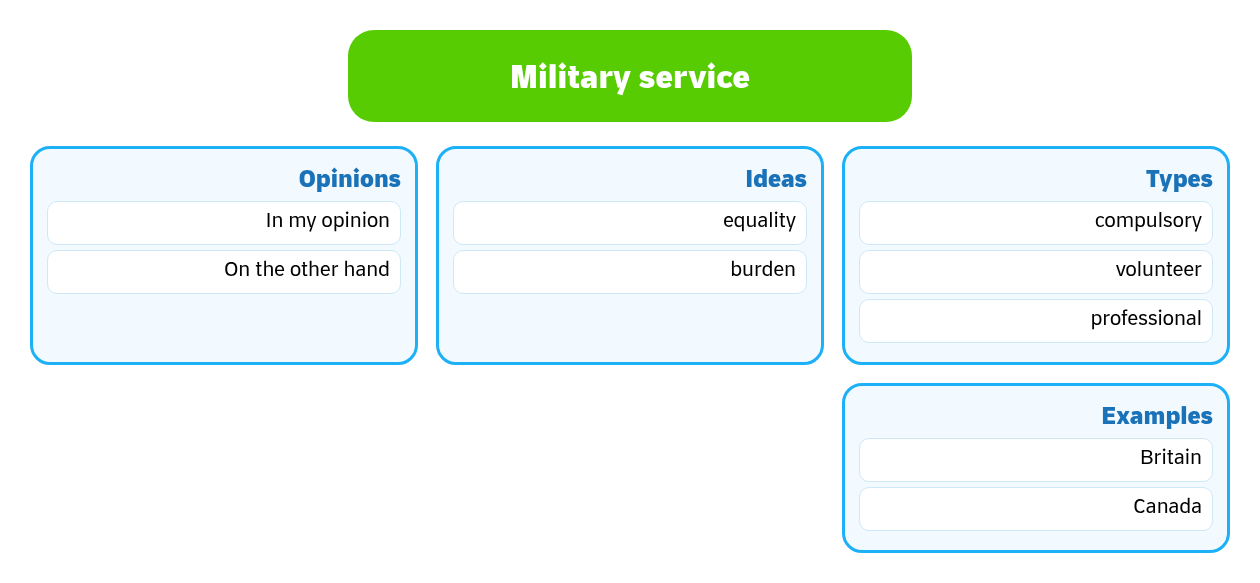 Military service
Types
compulsory
volunteer
professional
Ideas
equality
burden
Opinions
In my opinion
On the other hand
Examples
Britain
Canada